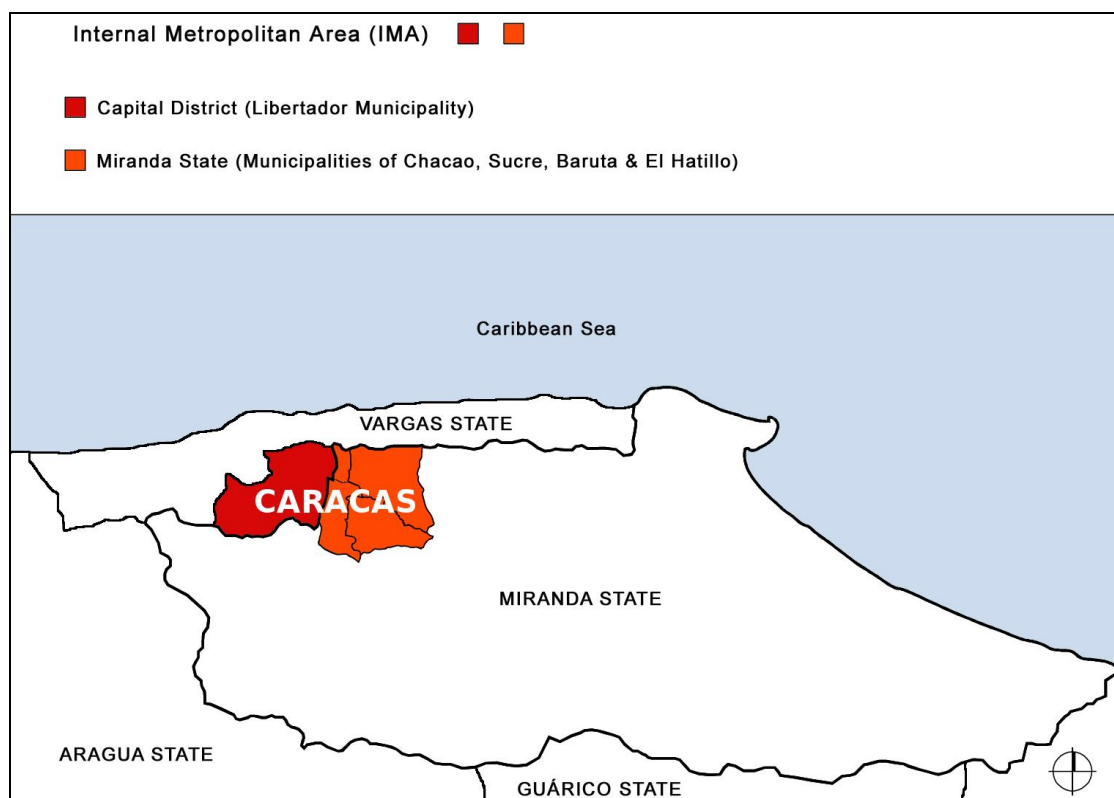 Internal Metropolitan Area (IMA)
Capital District (Libertador Municipality)
Miranda State (Municipalities of Chacao, Sucre, Baruta & El Hatillo)
Caribbean Sea
VARGAS STATE
CARACAS
MIRANDA STATE
ARAGUA STATE
GUÁRICO STATE